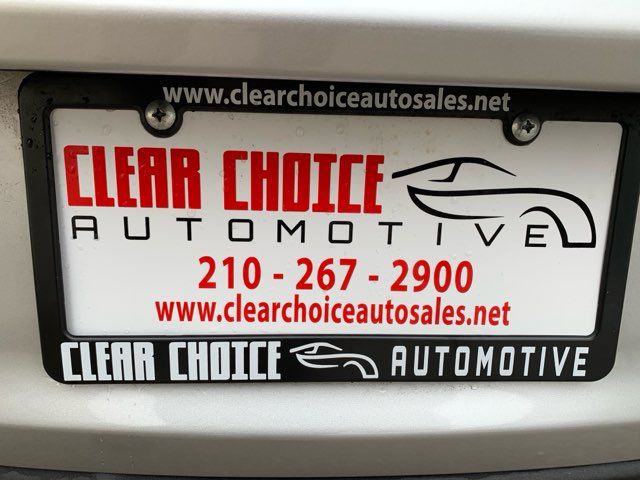 www.clearchoiceautosales.net
CLEAR CHOICE
AUTOMOTIVE
210 - 267 - 2900
www.clearchoiceautosales.net
CLEAR CHOICE AUTOMOTIVE